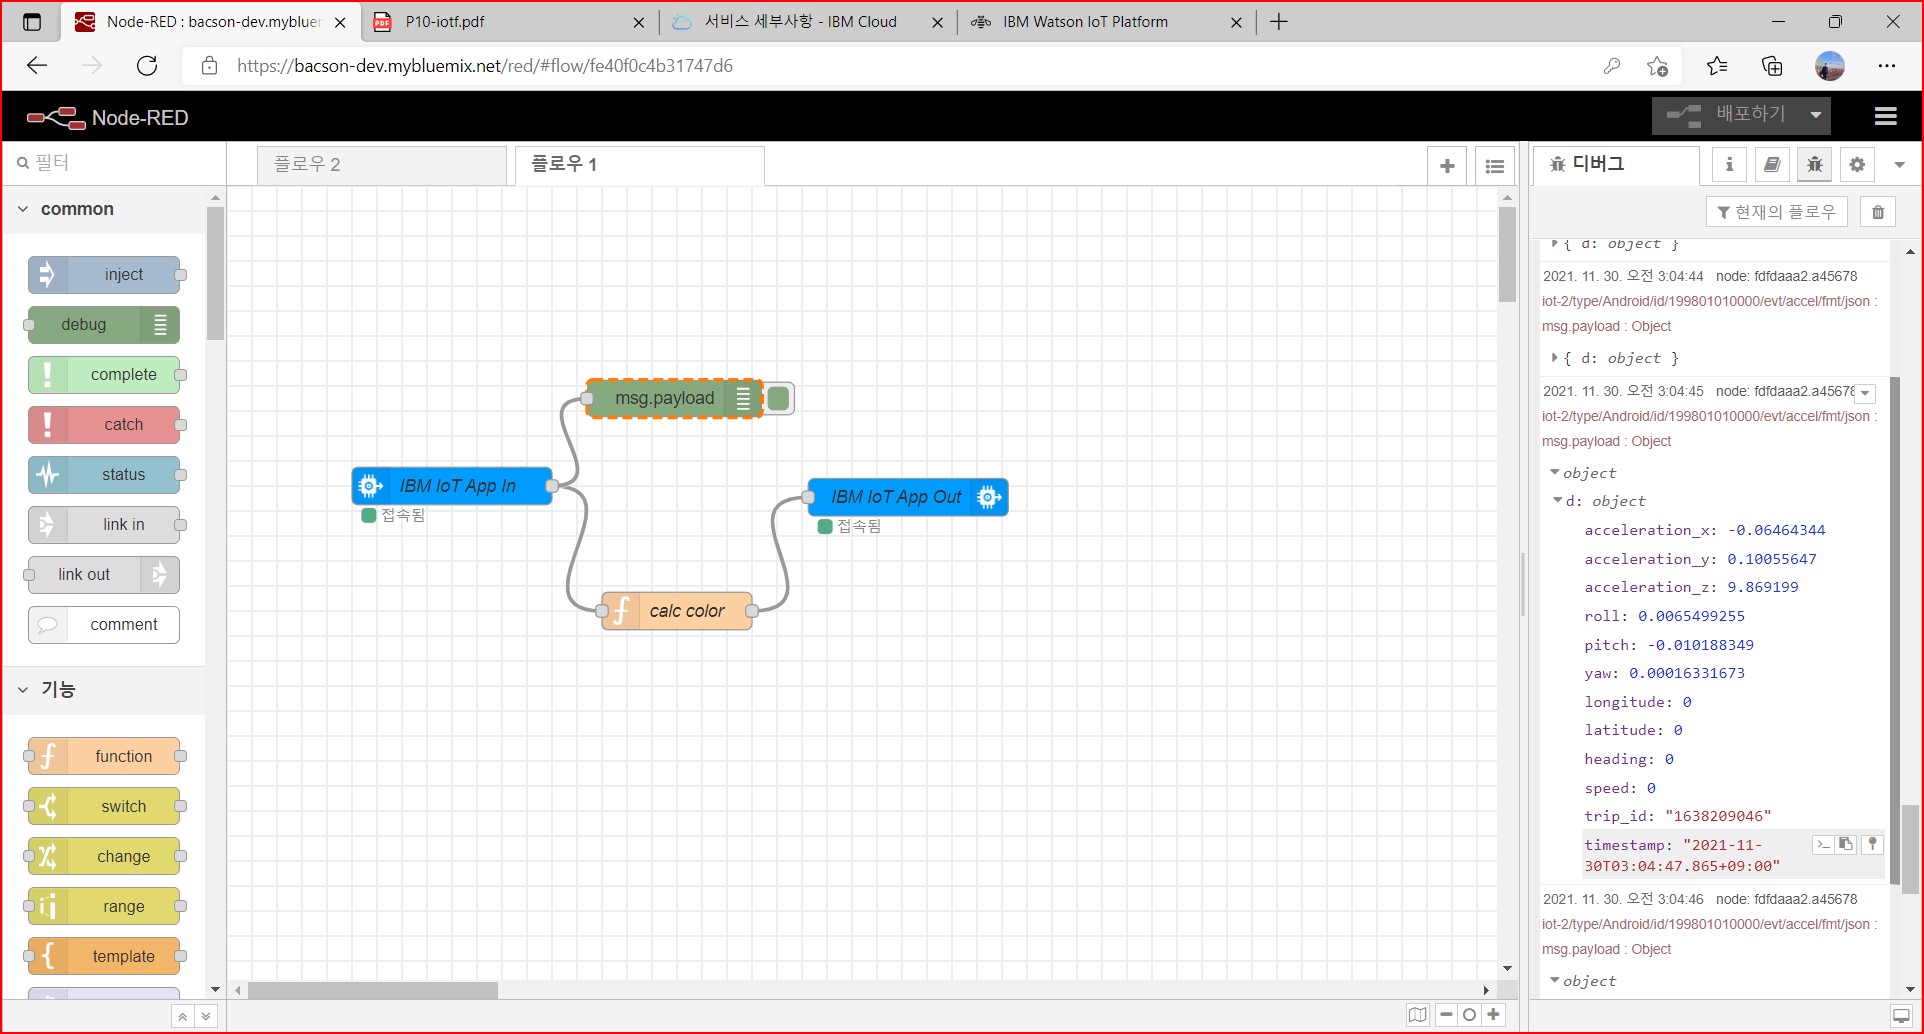 Node-RED : bacson-dev.mybluemix
P10-iotf.pdf
서비스 세부사항 - IBM Cloud
IBM Watson IoT Platform
https://bacson-dev.mybluemix.net/red/#flow/fe40f0c4b31747d6
Node-RED
배포하기
필터
플로우 2
플로우 1
디버그
현재의 플로우
common
inject
debug
complete
catch
status
link in
link out
comment
기능
function
switch
change
range
template
msg.payload
IBM IoT App In
접속됨
IBM IoT App Out
접속됨
calc color
{ d: object }
2021. 11. 30. 오전 3:04:44 node: fdfdaaa2.a45678
iot-2/type/Android/id/199801010000/evt/accel/fmt/json :
msg.payload : Object
{ d: object }
2021. 11. 30. 오전 3:04:45 node: fdfdaaa2.a45678
iot-2/type/Android/id/199801010000/evt/accel/fmt/json :
msg.payload : Object
object
d: object
acceleration_x: -0.06464344
acceleration_y: 0.10055647
acceleration_z: 9.869199
roll: 0.0065499255
pitch: -0.010188349
yaw: 0.00016331673
longitude: 0
latitude: 0
heading: 0
speed: 0
trip_id: "1638209046"
timestamp: "2021-11-
30T03:04:47.865+09:00"
2021. 11. 30. 오전 3:04:46 node: fdfdaaa2.a45678
iot-2/type/Android/id/199801010000/evt/accel/fmt/json :
msg.payload : Object
object